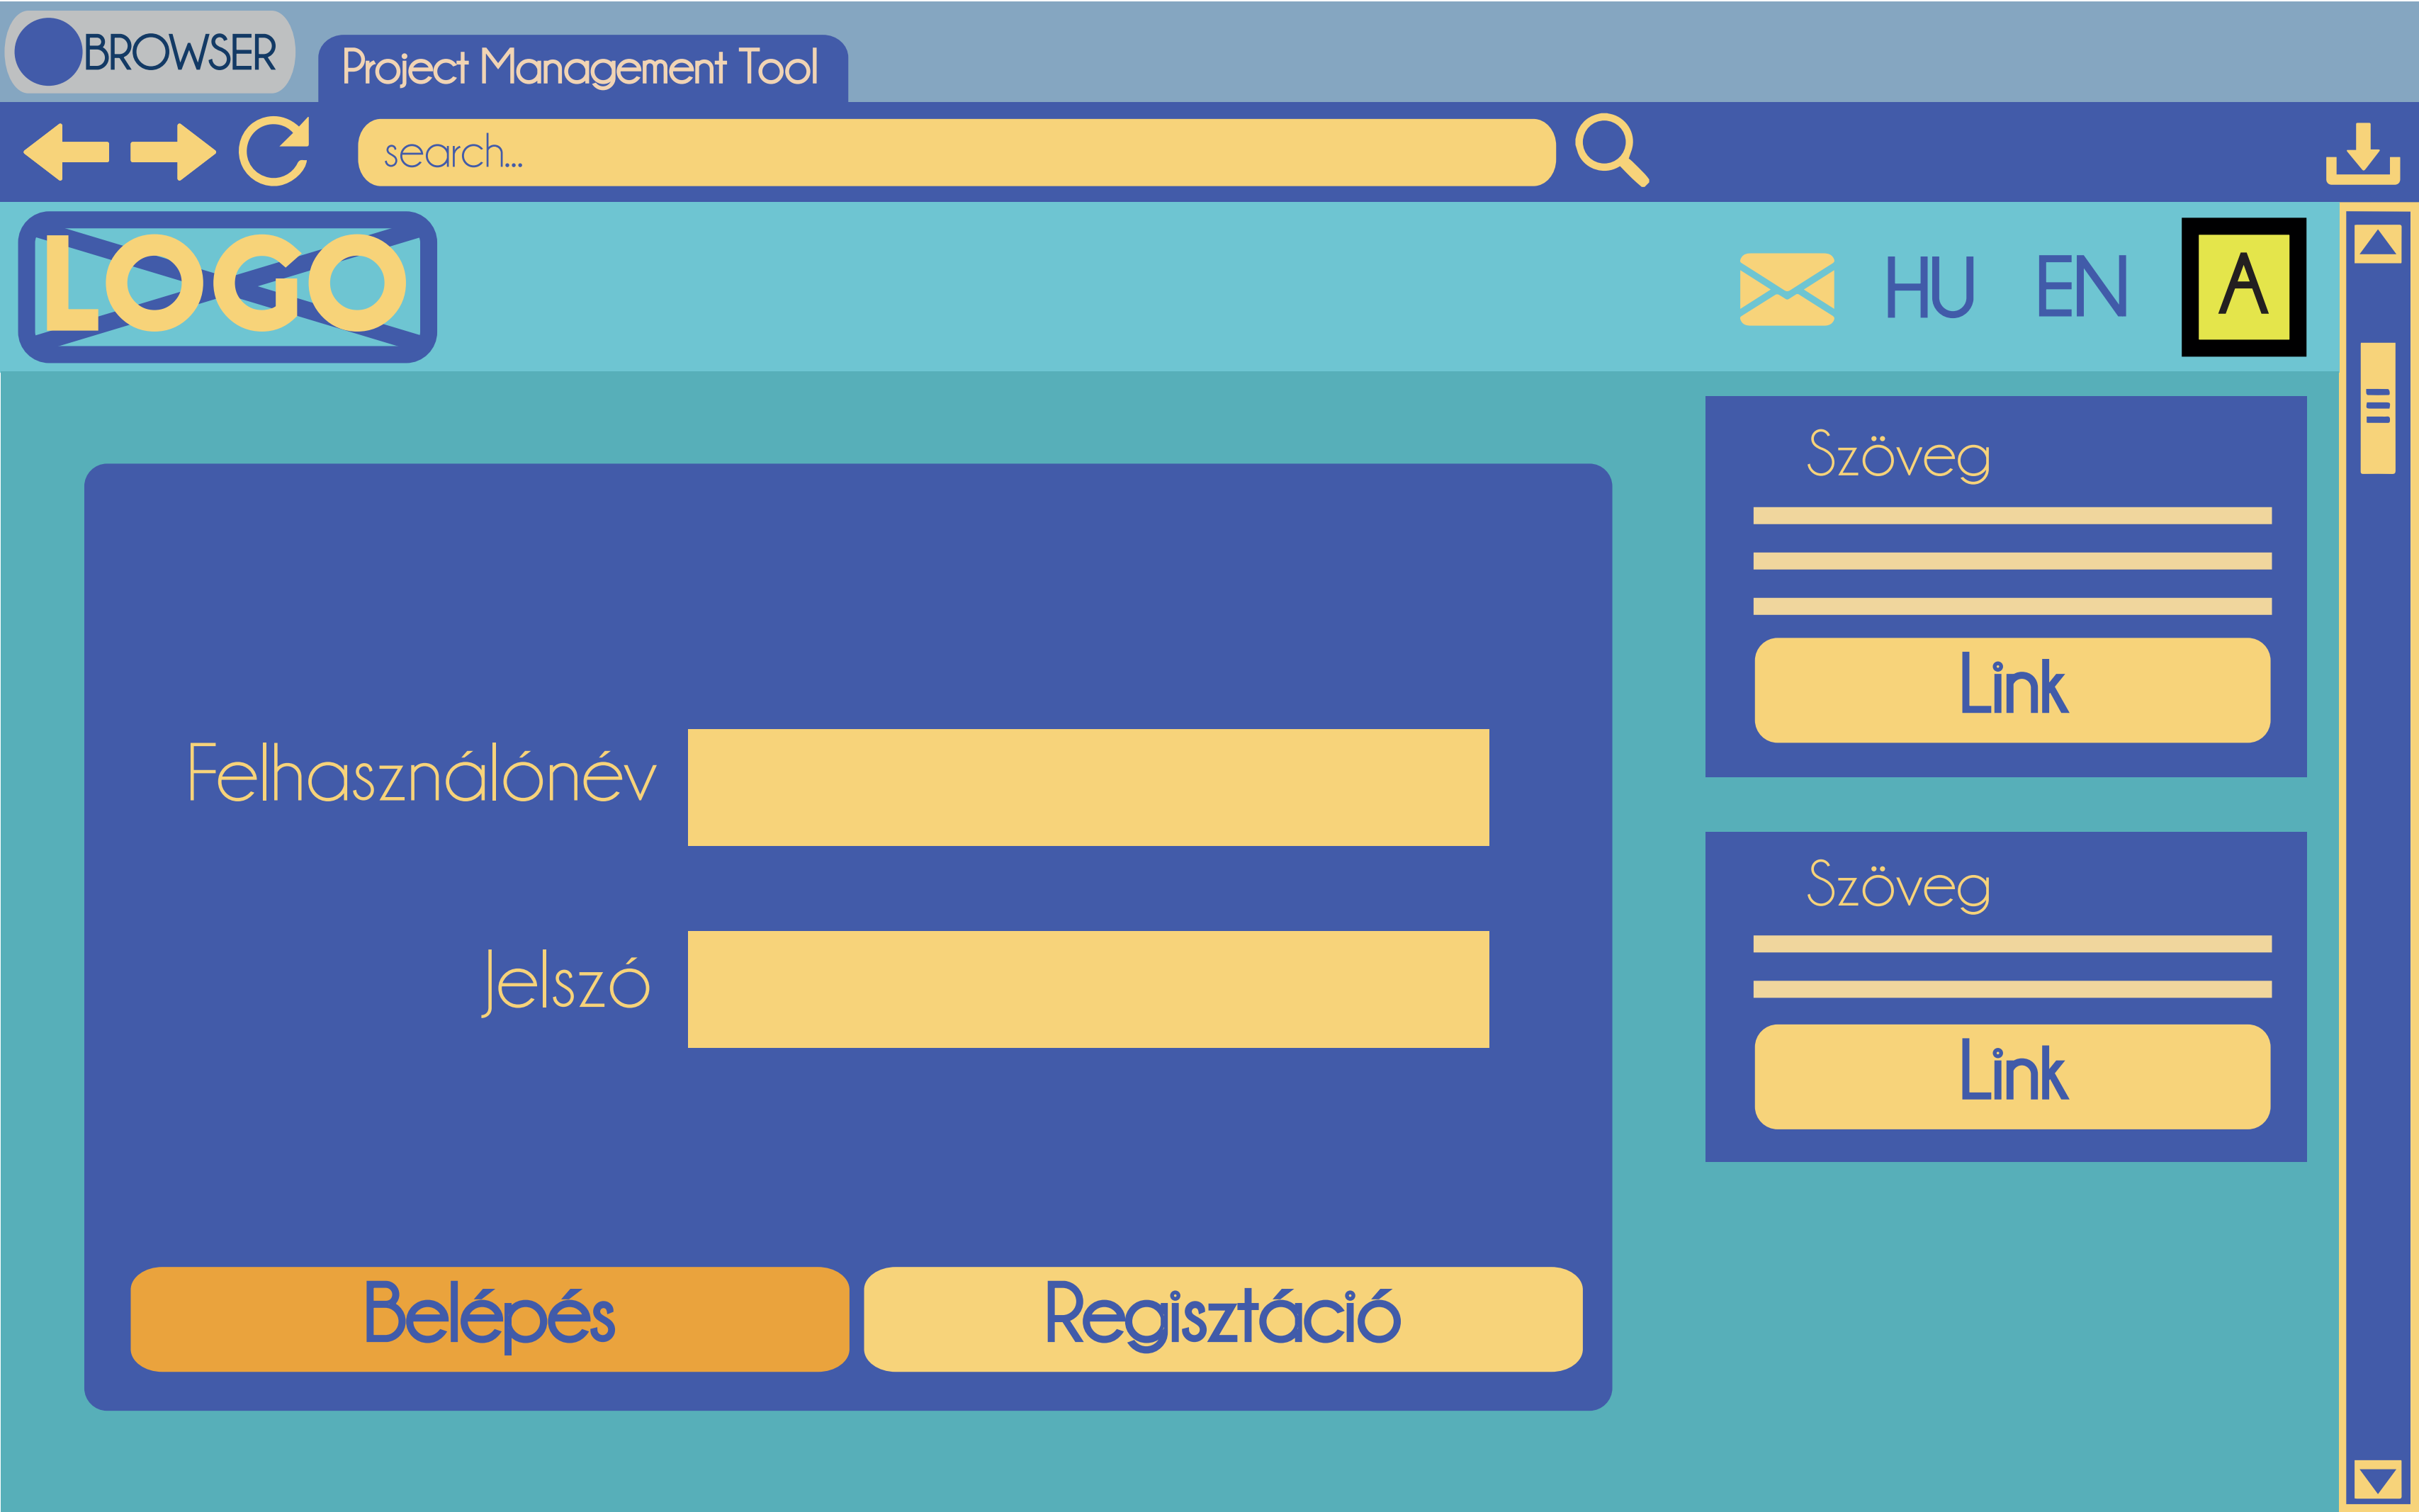 BROWSER
Project Management Tool
search...
LOGO
HU
EN
A
Szöveg
Link
Felhasználónév
Jelszó
Szöveg
Link
Belépés
Regisztáció